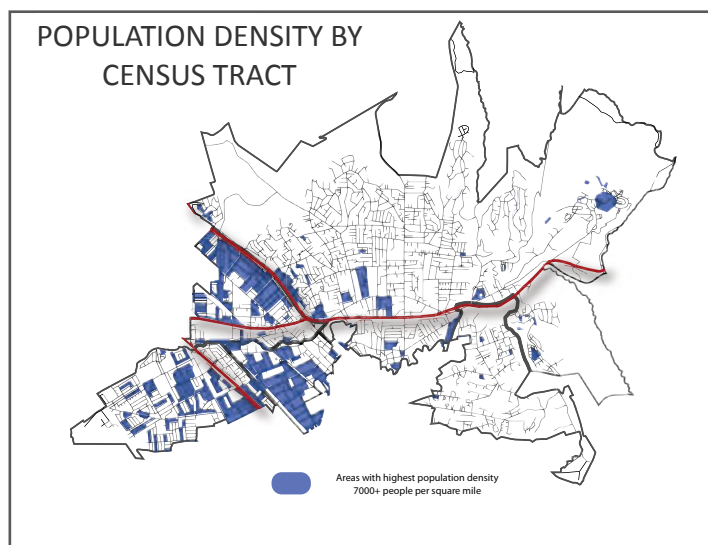 POPULATION DENSITY BY
CENSUS TRACT
Areas with highest population density
7000+ people per square mile